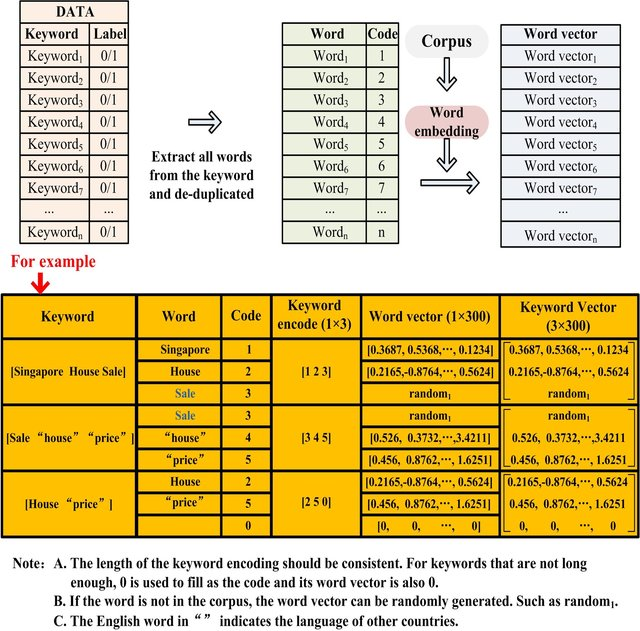 DATA
Keyword Label
Keyword1 0/1
Keyword2 0/1
Keyword3 0/1
Keyword4 0/1
Keyword5 0/1
Keyword6 0/1
Keyword7 0/1
... ...
Keywordn 0/1
Extract all words
from the keyword
and de-duplicated
Word Code
Word1 1
Word2 2
Word3 3
Word4 4
Word5 5
Word6 6
Word7 7
... ...
Wordn n
Corpus
Word
embedding
Word vector
Word vector1
Word vector2
Word vector3
Word vector4
Word vector5
Word vector6
Word vector7
...
Word vectorn
For example
Keyword Word Code Keyword encode (1×3) Word vector (1×300) Keyword Vector (3×300)
[Singapore House Sale] [1 2 3]
Singapore 1 [0.3687, 0.5368,···, 0.1234] 0.3687, 0.5368,···, 0.1234
House 2 [0.2165,-0.8764,···, 0.5624] 0.2165,-0.8764,···, 0.5624
Sale 3 random1 random1
[Sale “house” “price”] [3 4 5]
Sale 3 random1 random1
“house” 4 [0.526, 0.3732,···,3.4211] 0.526, 0.3732,···,3.4211
“price” 5 [0.456, 0.8762,···, 1.6251] 0.456, 0.8762,···, 1.6251
[House “price”] [2 5 0]
House 2 [0.2165,-0.8764,···, 0.5624] 0.2165,-0.8764,···, 0.5624
“price” 5 [0.456, 0.8762,···, 1.6251] 0.456, 0.8762,···, 1.6251
0 [0, 0, ···, 0] 0, 0, ···, 0
Note: A. The length of the keyword encoding should be consistent. For keywords that are not long
enough, 0 is used to fill as the code and its word vector is also 0.
B. If the word is not in the corpus, the word vector can be randomly generated. Such as random1.
C. The English word in “ ” indicates the language of other countries.